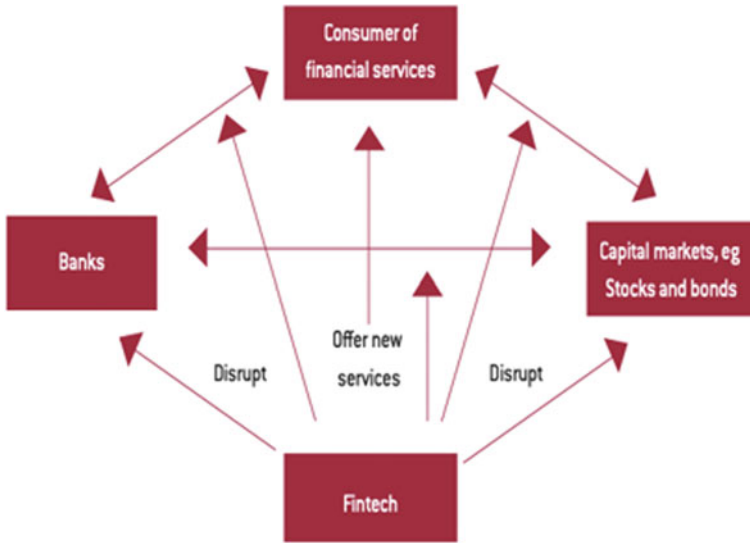 Consumer of
financial services
Banks
Capital markets, eg
Stocks and bonds
Offer new
services
Disrupt
Disrupt
Fintech